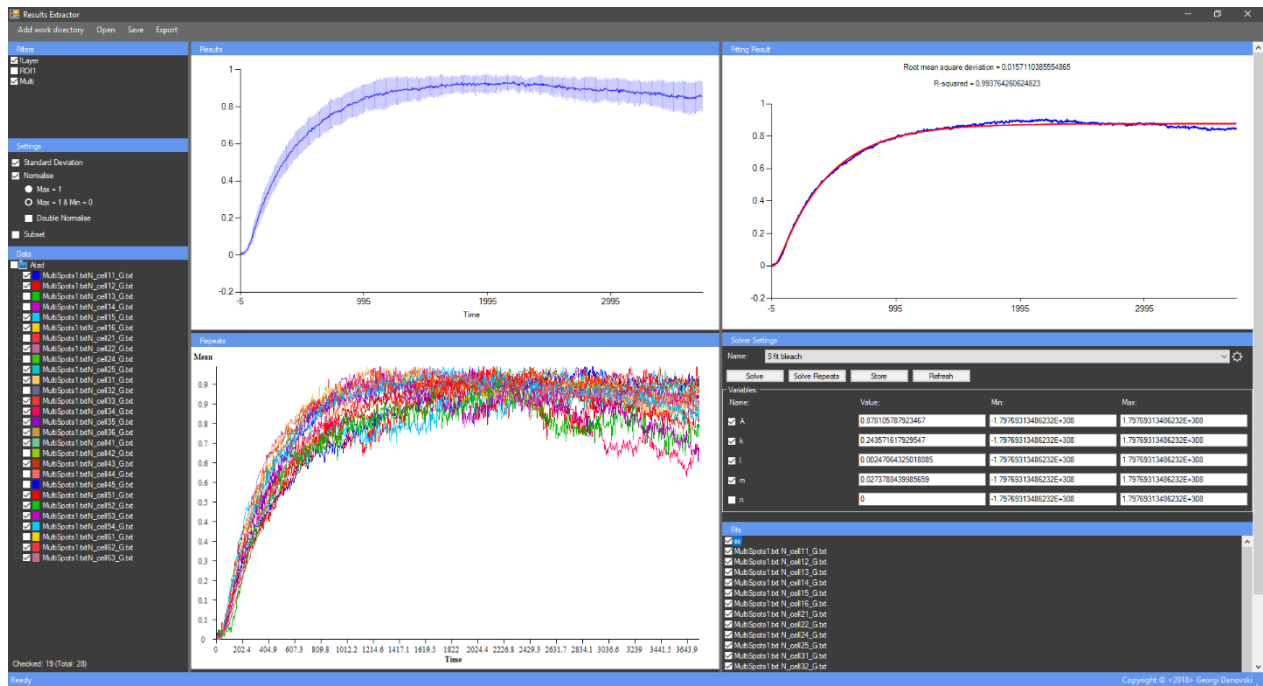 Results Extractor
Add work directory Open Save Export
Filters
!Layer
ROI1
Multi
Settings
Standard Deviation
Normalise
Max = 1
Max = 1 & Min = 0
Double Normalise
Subset
Data
Atad
MultiSpots1.txtN_cell11_G.txt
MultiSpots1.txtN_cell12_G.txt
MultiSpots1.txtN_cell13_G.txt
MultiSpots1.txtN_cell14_G.txt
MultiSpots1.txtN_cell15_G.txt
MultiSpots1.txtN_cell16_G.txt
MultiSpots1.txtN_cell21_G.txt
MultiSpots1.txtN_cell22_G.txt
MultiSpots1.txtN_cell24_G.txt
MultiSpots1.txtN_cell25_G.txt
MultiSpots1.txtN_cell31_G.txt
MultiSpots1.txtN_cell32_G.txt
MultiSpots1.txtN_cell33_G.txt
MultiSpots1.txtN_cell34_G.txt
MultiSpots1.txtN_cell35_G.txt
MultiSpots1.txtN_cell36_G.txt
MultiSpots1.txtN_cell41_G.txt
MultiSpots1.txtN_cell42_G.txt
MultiSpots1.txtN_cell43_G.txt
MultiSpots1.txtN_cell44_G.txt
MultiSpots1.txtN_cell45_G.txt
MultiSpots1.txtN_cell51_G.txt
MultiSpots1.txtN_cell52_G.txt
MultiSpots1.txtN_cell53_G.txt
MultiSpots1.txtN_cell54_G.txt
MultiSpots1.txtN_cell61_G.txt
MultiSpots1.txtN_cell62_G.txt
MultiSpots1.txtN_cell63_G.txt
Checked: 19 (Total: 28)
Ready
Results
1
0.8
0.6
0.4
0.2
0
-0.2
-5 995 1995 2995
Time
Repeats
Mean
0.9
0.9
0.8
0.7
0.6
0.6
0.5
0.4
0.3
0.2
0.2
0.1
0
0 202.4 404.9 607.3 809.8 1012.2 1214.6 1417.1 1619.5 1822 2024.4 2226.8 2429.3 2631.7 2834.1 3036.6 3239 3441.5 3643.9
Time
Fitting Result
Root mean square deviation = 0.0157110385554865
R-squared = 0.993764260624823
1
0.8
0.6
0.4
0.2
0
-0.2
-5 995 1995 2995
Solver Settings
Name: S fit bleach
Solve Solve Repeats Store Refresh
Variables:
Name: Value: Min: Max:
A 0.878105787923467 -1.79769313486232E+308 1.79769313486232E+308
k 0.243571617929547 -1.79769313486232E+308 1.79769313486232E+308
l 0.00247064325018885 -1.79769313486232E+308 1.79769313486232E+308
m 0.0273788439985659 -1.79769313486232E+308 1.79769313486232E+308
n 0 -1.79769313486232E+308 1.79769313486232E+308
Fits
ss
MultiSpots1.txt N_cell11_G.txt
MultiSpots1.txt N_cell12_G.txt
MultiSpots1.txt N_cell13_G.txt
MultiSpots1.txt N_cell14_G.txt
MultiSpots1.txt N_cell15_G.txt
MultiSpots1.txt N_cell16_G.txt
MultiSpots1.txt N_cell21_G.txt
MultiSpots1.txt N_cell22_G.txt
MultiSpots1.txt N_cell24_G.txt
MultiSpots1.txt N_cell25_G.txt
MultiSpots1.txt N_cell31_G.txt
MultiSpots1.txt N_cell32_G.txt
Copyright © <2018> Georgi Danovski